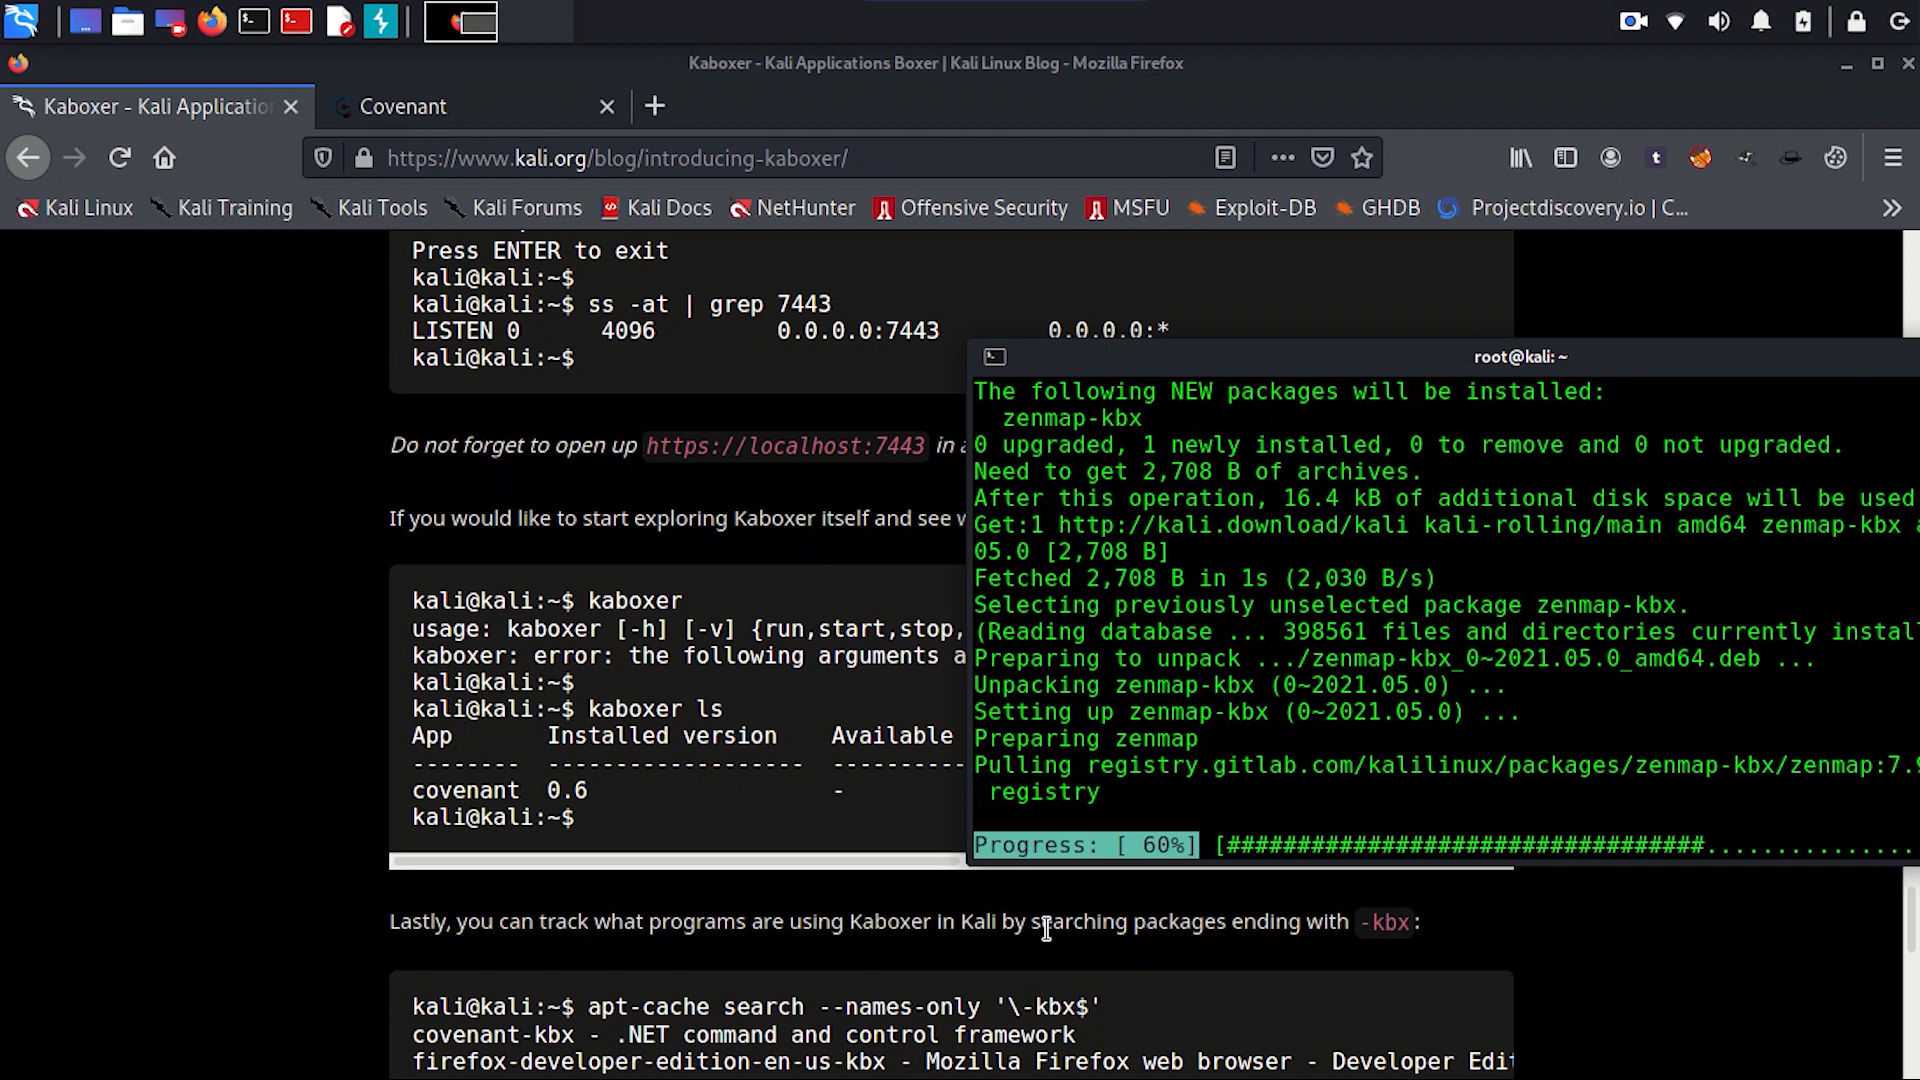 Kaboxer - Kali Applications Boxer | Kali Linux Blog - Mozilla Firefox
Kaboxer - Kali Applicatio
Covenant
https://www.kali.org/blog/introducing-kaboxer/
Kali Linux
Kali Training
Kali Tools
Kali Forums
Kali Docs
NetHunter
Offensive Security
MSFU
Exploit-DB
GHDB
Projectdiscovery.io | C...
Press ENTER to exit
kali@kali:~$
kali@kali:~$ ss -at | grep 7443
LISTEN 0 4096 0.0.0.0:7443 0.0.0.0:*
kali@kali:~$
Do not forget to open up https://localhost:7443 in a
If you would like to start exploring Kaboxer itself and see w
kali@kali:~$ kaboxer
usage: kaboxer [-h] [-v] {run,start,stop,
kaboxer: error: the following arguments a
kali@kali:~$
kali@kali:~$ kaboxer ls
App Installed version Available
-------- ------------------- ----------
covenant 0.6 -
kali@kali:~$
root@kali: ~
The following NEW packages will be installed:
zenmap-kbx
0 upgraded, 1 newly installed, 0 to remove and 0 not upgraded.
Need to get 2,708 B of archives.
After this operation, 16.4 kB of additional disk space will be used
Get:1 http://kali.download/kali kali-rolling/main amd64 zenmap-kbx a
05.0 [2,708 B]
Fetched 2,708 B in 1s (2,030 B/s)
Selecting previously unselected package zenmap-kbx.
(Reading database ... 398561 files and directories currently instal
Preparing to unpack .../zenmap-kbx_0~2021.05.0_amd64.deb ...
Unpacking zenmap-kbx (0~2021.05.0) ...
Setting up zenmap-kbx (0~2021.05.0) ...
Preparing zenmap
Pulling registry.gitlab.com/kalilinux/packages/zenmap-kbx/zenmap:7.9
registry
Progress: [ 60%] [##################################...............
Lastly, you can track what programs are using Kaboxer in Kali by searching packages ending with -kbx:
kali@kali:~$ apt-cache search --names-only '\-kbx$'
covenant-kbx - .NET command and control framework
firefox-developer-edition-en-us-kbx - Mozilla Firefox web browser - Developer Edit